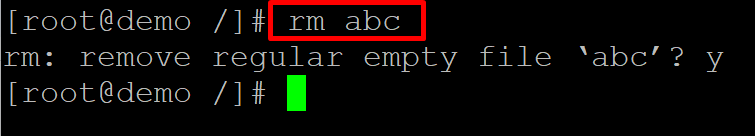 [root@demo /]# rm abc
rm: remove regular empty file ‘abc’? y
[root@demo /]#